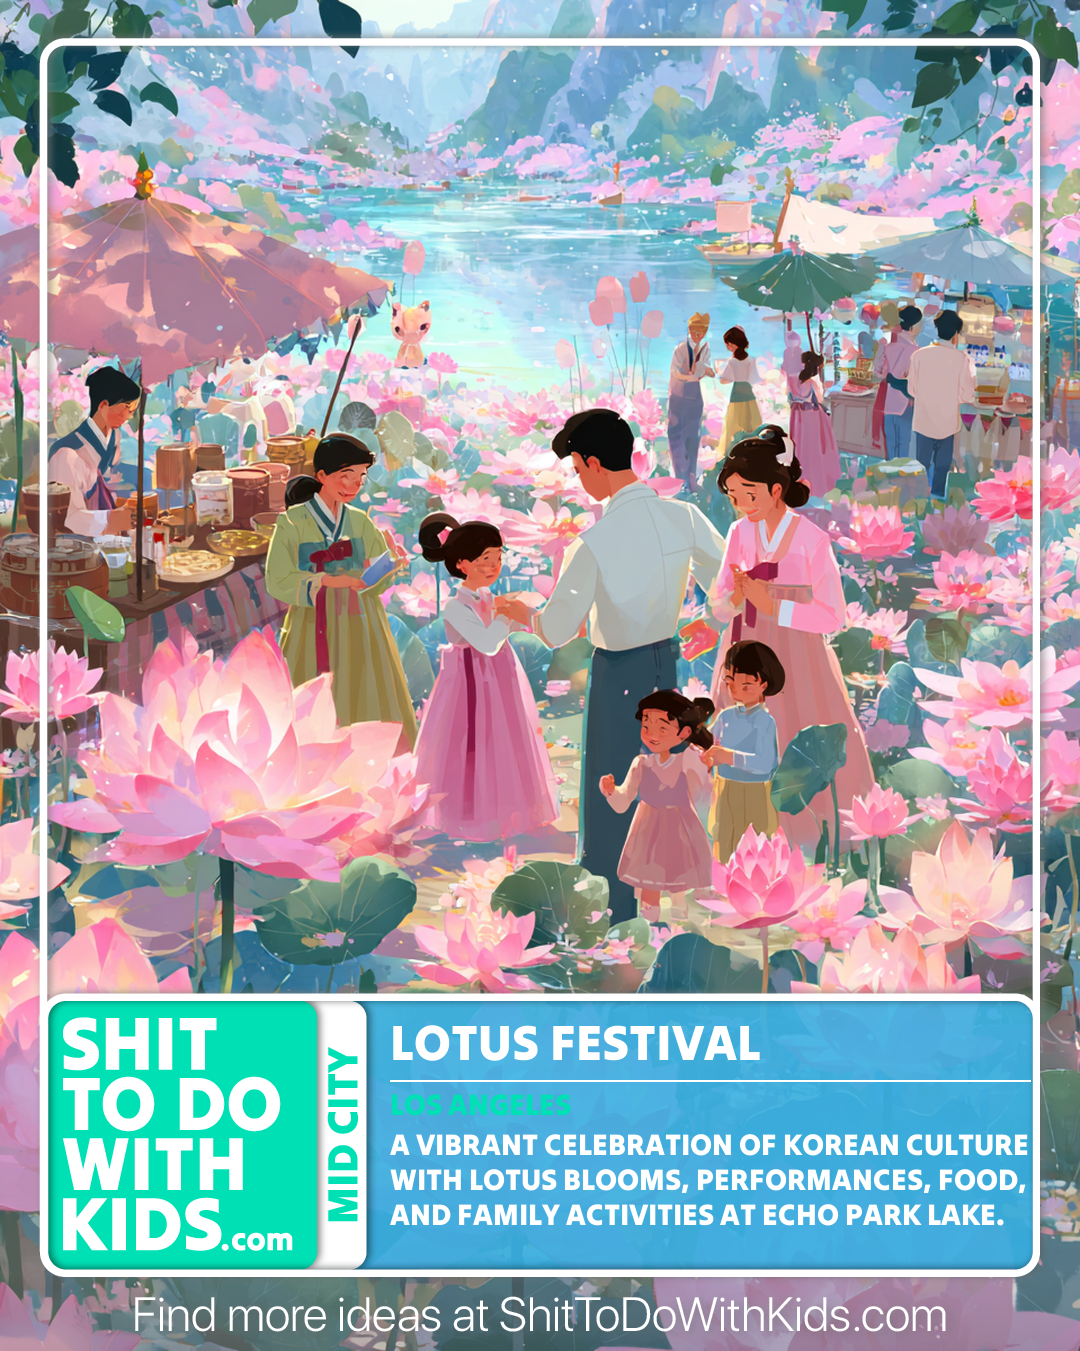 SHIT
TO DO
WITH
KIDS.com
MID CITY
LOTUS FESTIVAL
LOS ANGELES
A VIBRANT CELEBRATION OF KOREAN CULTURE
WITH LOTUS BLOOMS, PERFORMANCES, FOOD,
AND FAMILY ACTIVITIES AT ECHO PARK LAKE.
Find more ideas at ShitToDoWithKids.com